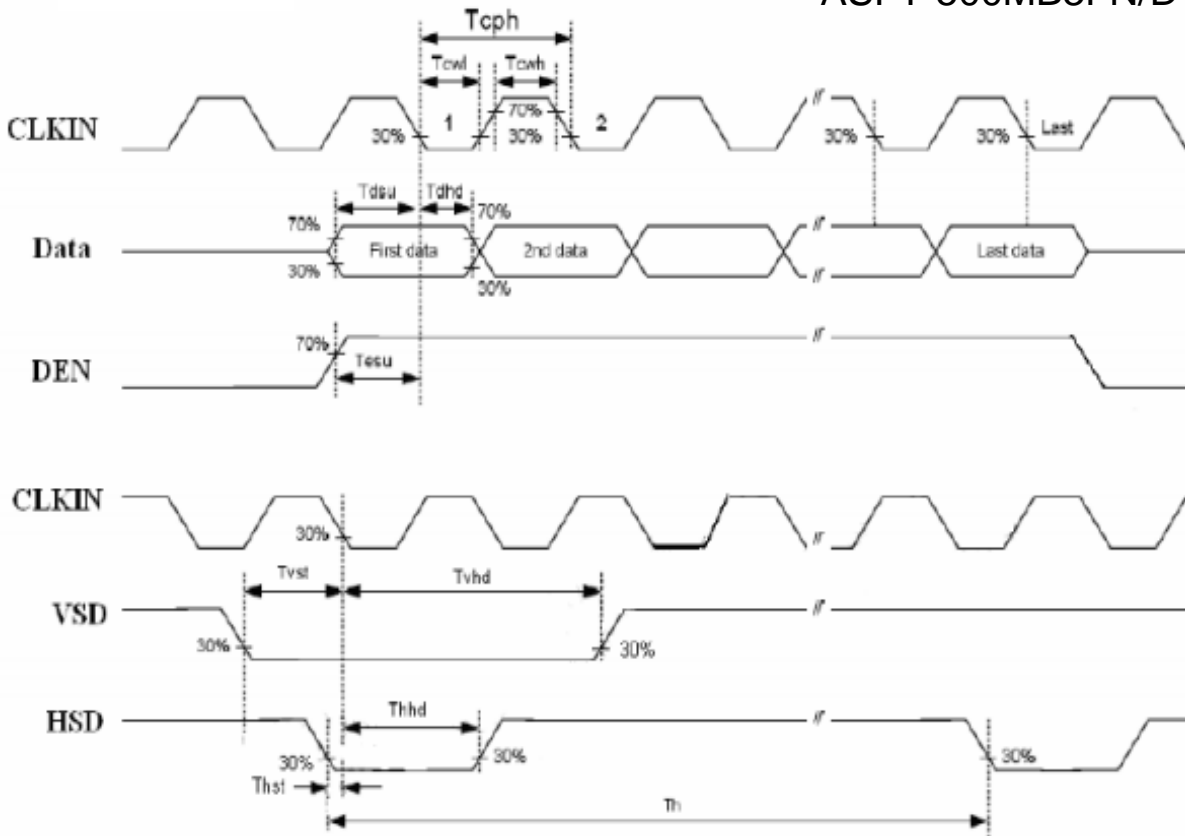 Tcph
Tcwl Tcwh
CLKIN 30% 1 70% 30% 2 30% 30% Last
Tdsu Tdhd
70% 70%
Data First data 2nd data Last data
30% 30%
70%
DEN Tesu
CLKIN
30%
Tvst Tvhd
VSD
30% 30%
HSD Thhd
30% 30% 30%
Thst
Th